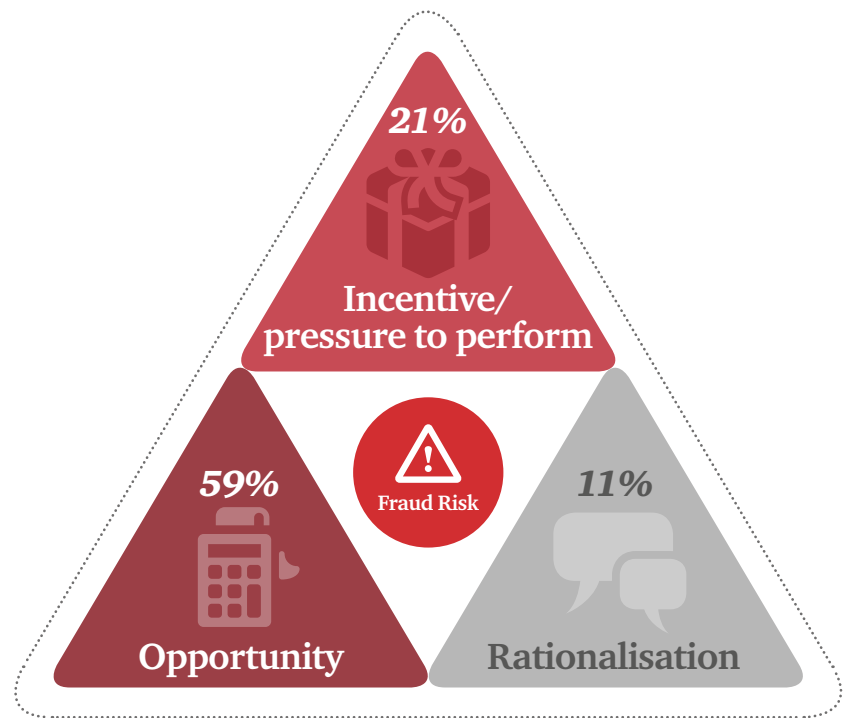 21%
Incentive/
pressure to perform
Fraud Risk
59%
Opportunity
11%
Rationalisation